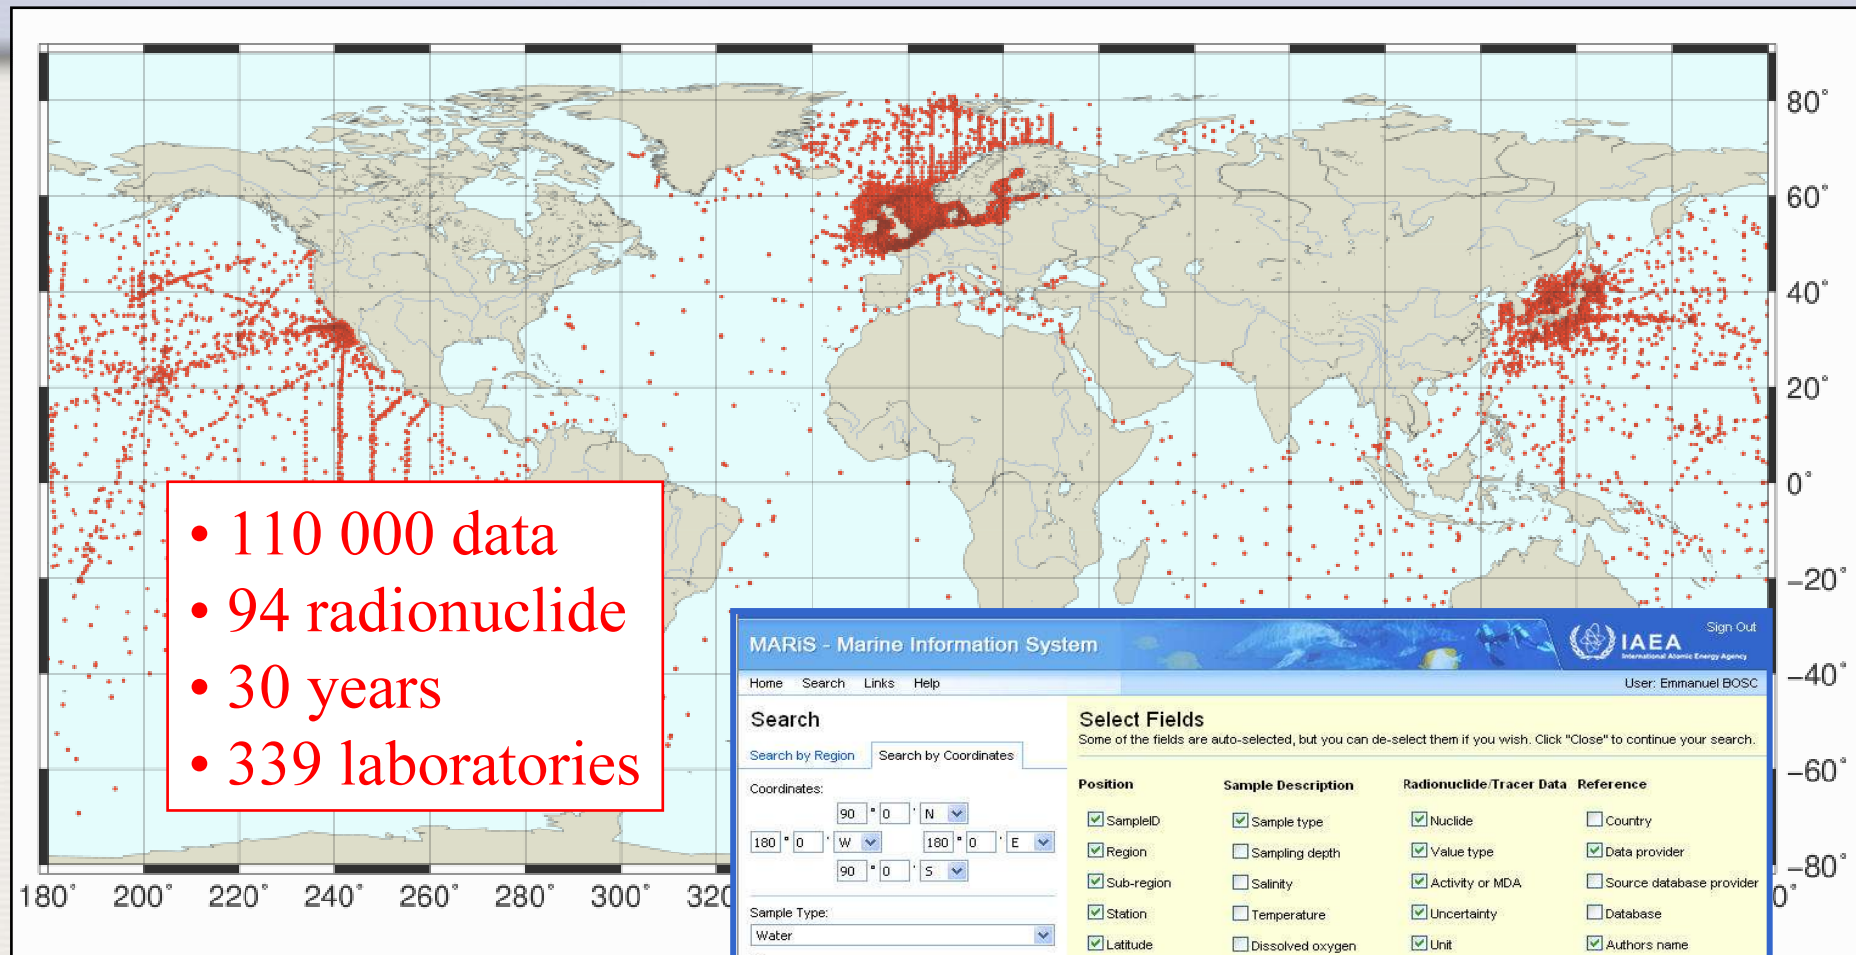 80°
60°
40°
20°
0°
−20°
−40°
−60°
−80°
180° 200° 220° 240° 260° 280° 300° 320
0°
• 110 000 data
• 94 radionuclide
• 30 years
• 339 laboratories
MARiS - Marine Information System
IAEA
International Atomic Energy Agency
Sign Out
Home Search Links Help
User: Emmanuel BOSC
Search
Search by Region Search by Coordinates
Coordinates:
90 ° 0 ' N
180 ° 0 ' W 180 ° 0 ' E
90 ° 0 ' S
Sample Type:
Water
Select Fields
Some of the fields are auto-selected, but you can de-select them if you wish. Click "Close" to continue your search.
Position Sample Description Radionuclide/Tracer Data Reference
SampleID Sample type Nuclide Country
Region Sampling depth Value type Data provider
Sub-region Salinity Activity or MDA Source database provider
Station Temperature Uncertainty Database
Latitude Dissolved oxygen Unit Authors name